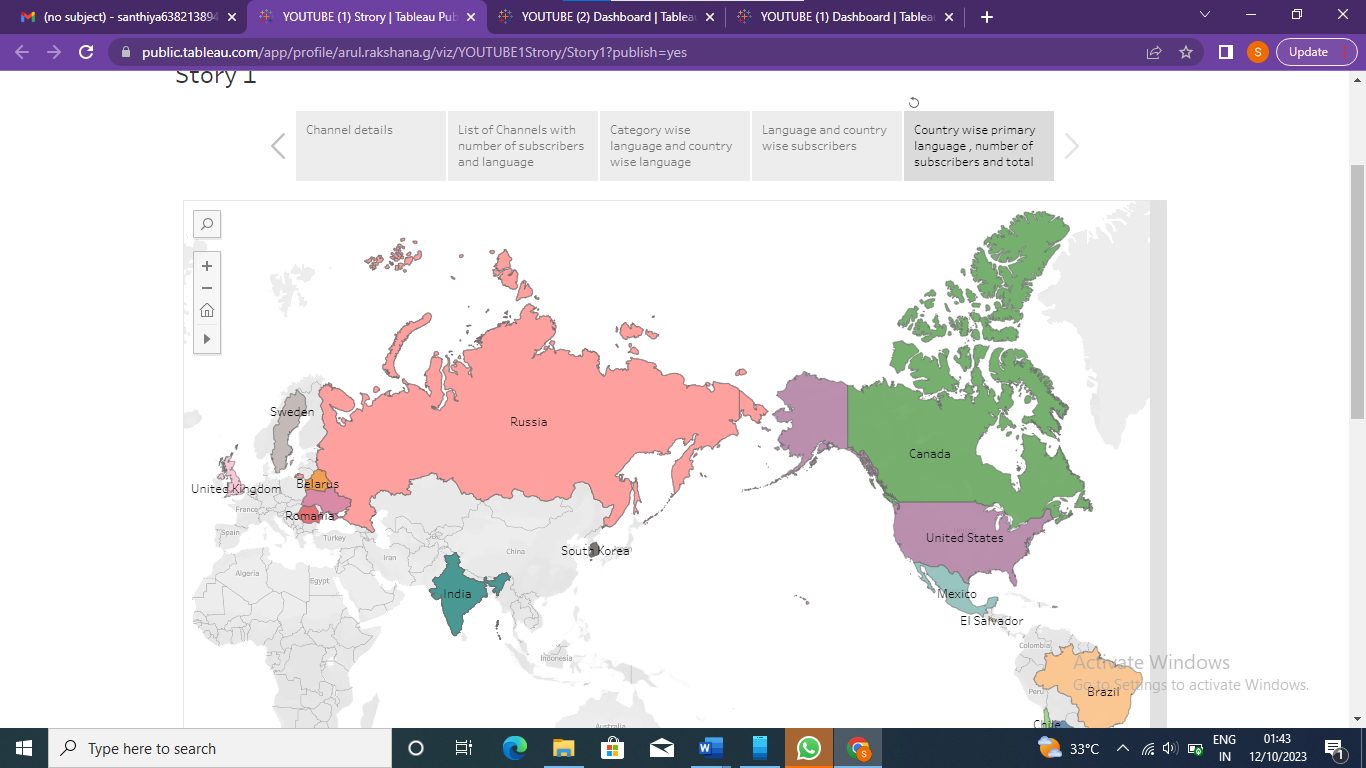 (no subject) - santhiya638213894
YOUTUBE (1) Strory | Tableau Pub
YOUTUBE (2) Dashboard | Tablea
YOUTUBE (1) Dashboard | Tablea
public.tableau.com/app/profile/arul.rakshana.g/viz/YOUTUBE1Strory/Story1?publish=yes
S
Update
Story 1
Channel details
List of Channels with
number of subscribers
and language
Category wise
language and country
wise language
Language and country
wise subscribers
Country wise primary
language , number of
subscribers and total
Sweden
Russia
Canada
United Kingdom
Belarus
France
Romania
Spain
Turkey
United States
South Korea
China
Iran
Algeria
Egypt
India
Mexico
El Salvador
Colombia
Indonesia
Activate Windows
Go to Settings to activate Windows.
Peru
Brazil
Chile
Australia
Type here to search
33°C
ENG
IN
01:43
12/10/2023
1